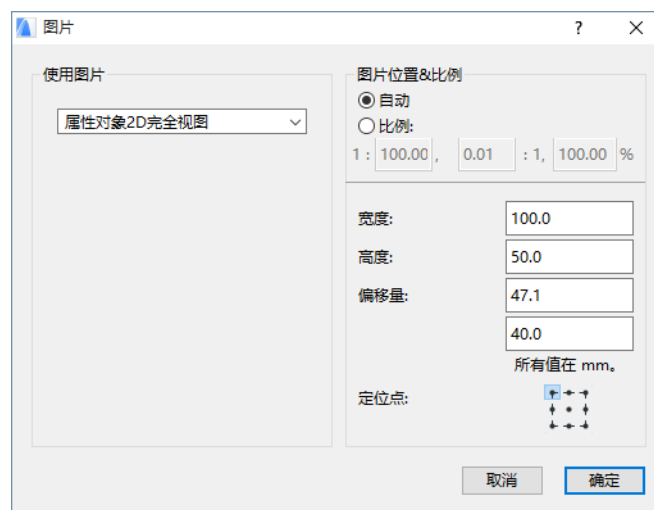 图片
?
使用图片
属性对象2D完全视图
图片位置&比例
自动
比例:
1 : 100.00 , 0.01 : 1, 100.00 %
宽度: 100.0
高度: 50.0
偏移量: 47.1
40.0
所有值在 mm。
定位点:
取消 确定